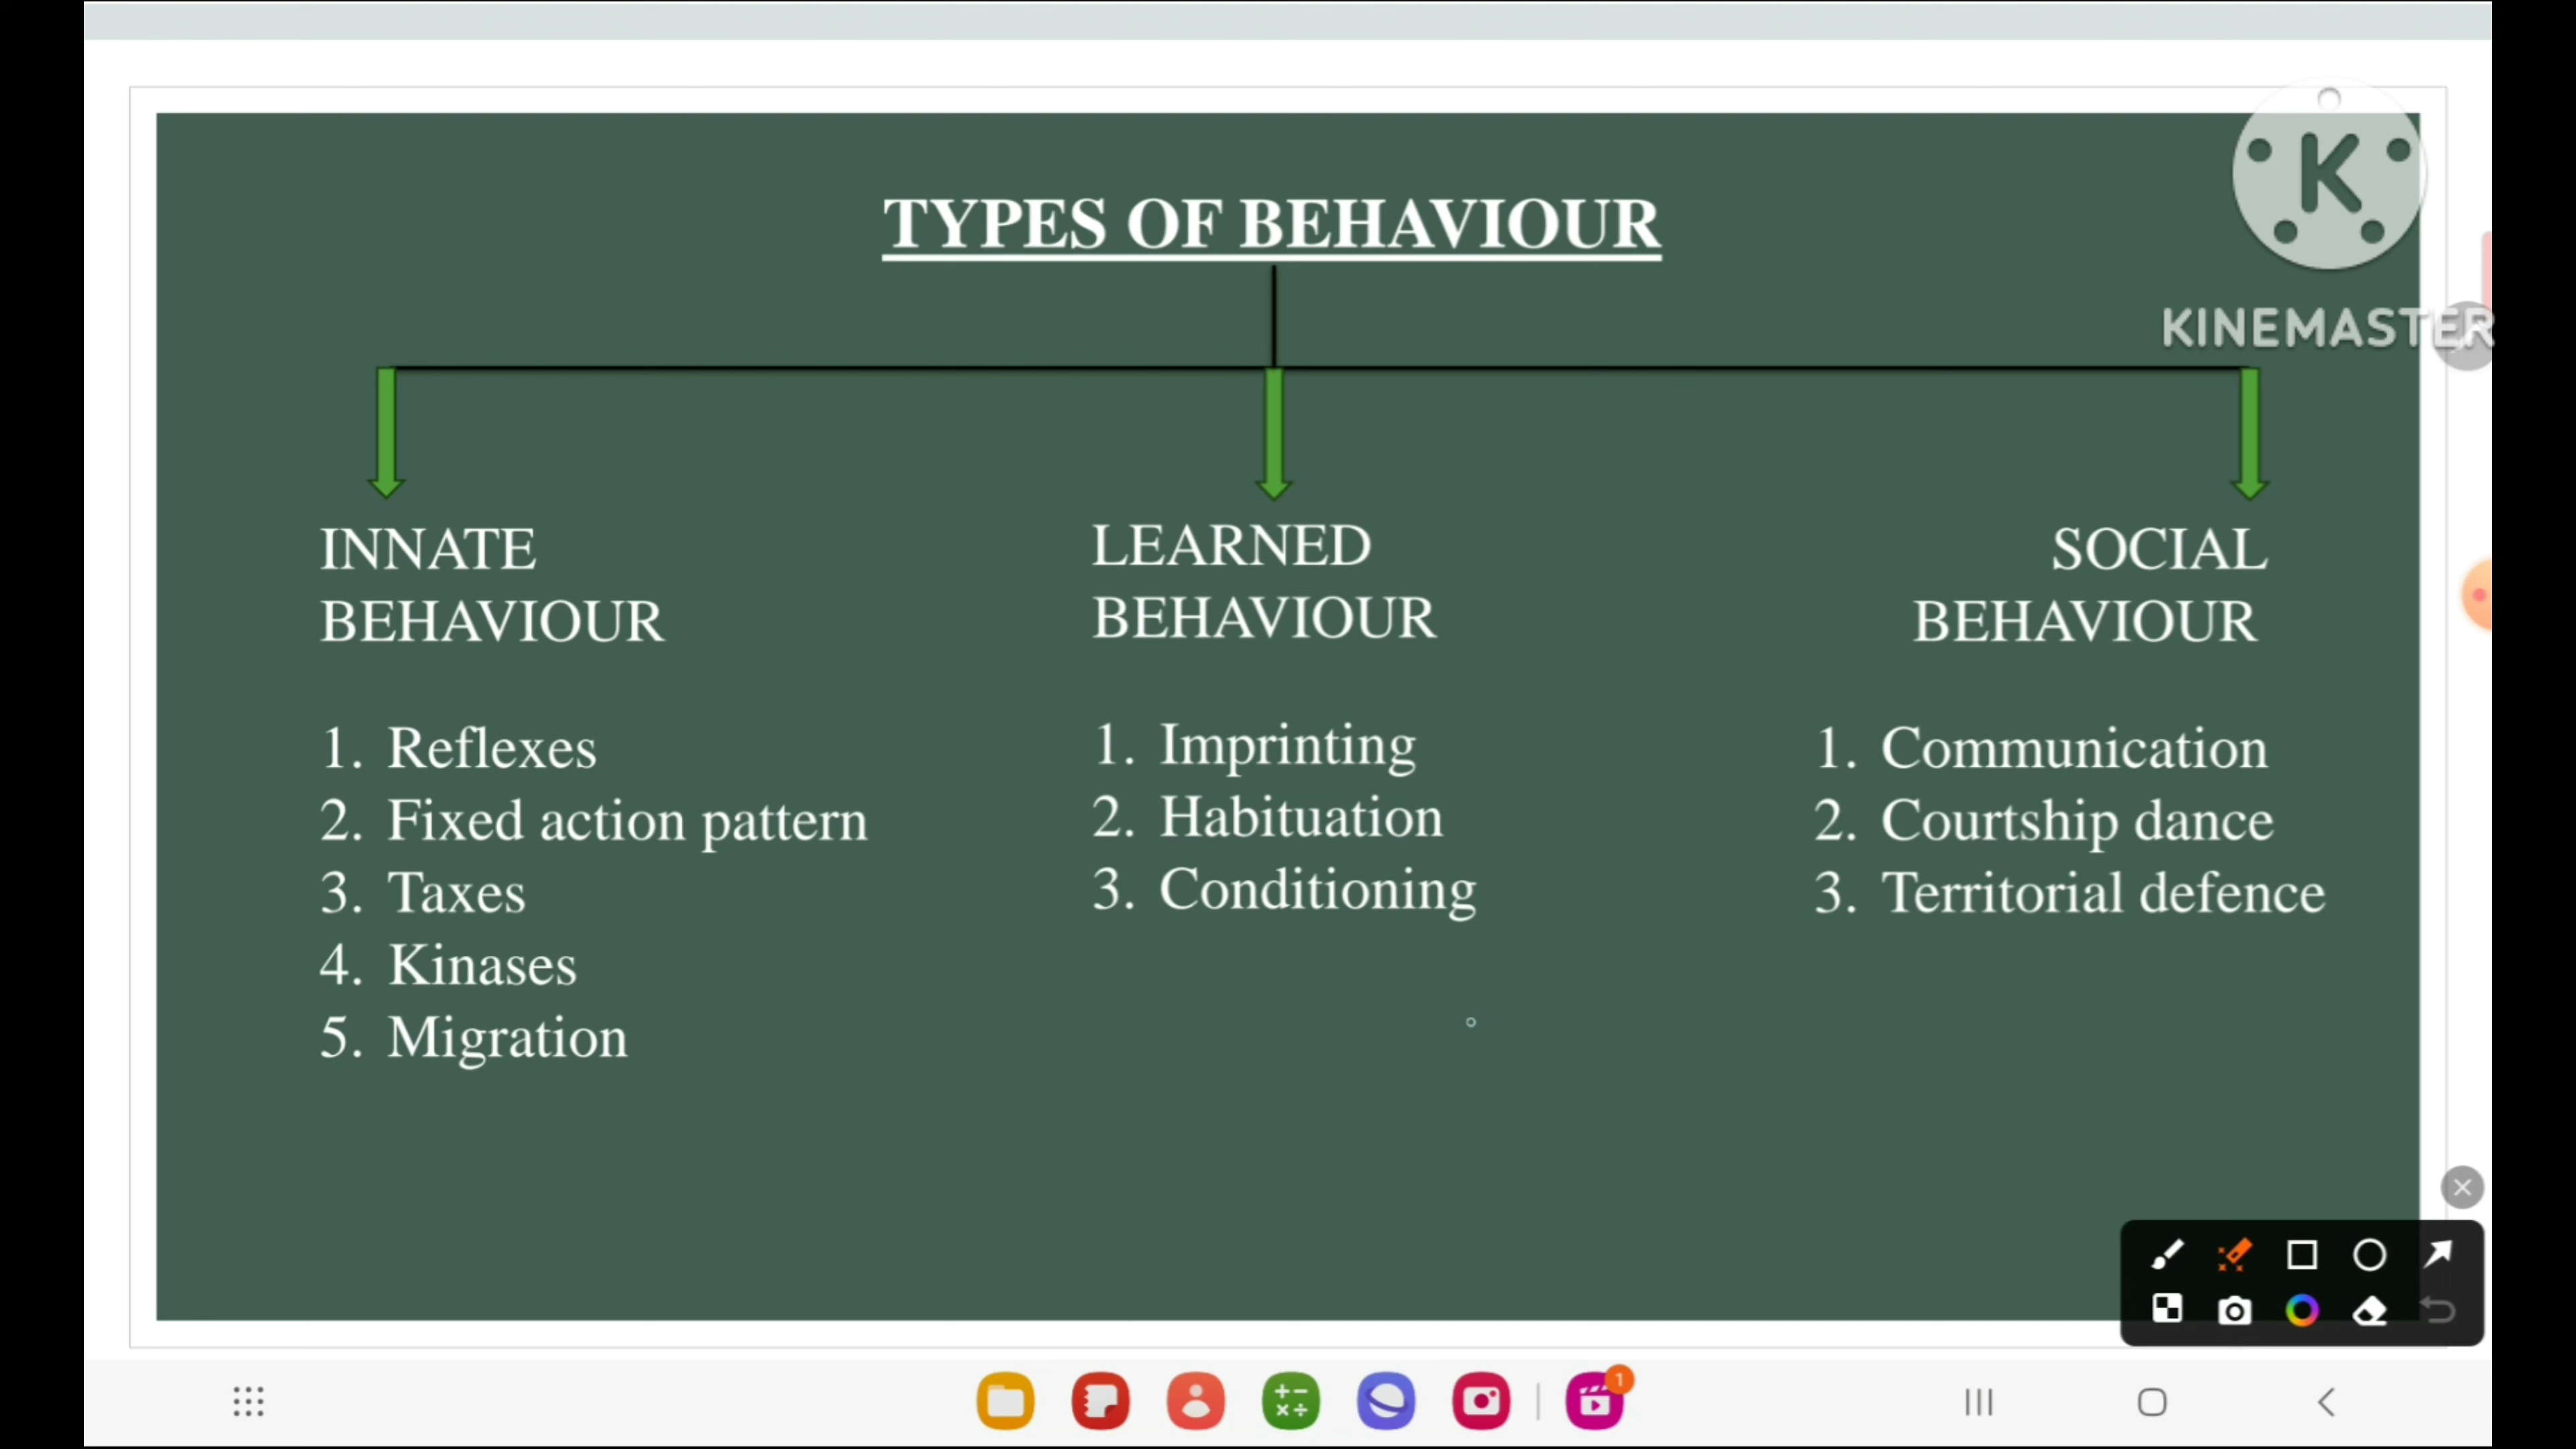 TYPES OF BEHAVIOUR
K
KINEMASTER
INNATE
BEHAVIOUR
1. Reflexes
2. Fixed action pattern
3. Taxes
4. Kinases
5. Migration
LEARNED
BEHAVIOUR
1. Imprinting
2. Habituation
3. Conditioning
SOCIAL
BEHAVIOUR
1. Communication
2. Courtship dance
3. Territorial defence
1